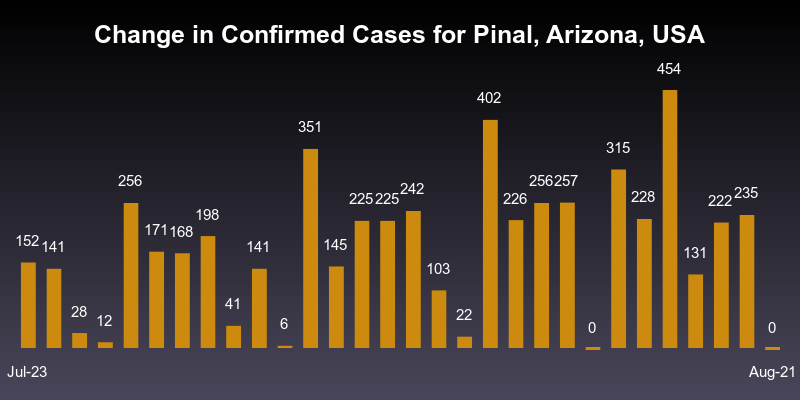 Change in Confirmed Cases for Pinal, Arizona, USA
152 141 28 12 256 171 168 198 41 141 6 351 145 225 225 242 103 22 402 226 256 257 0 315 228 454 131 222 235 0
Jul-23 Aug-21